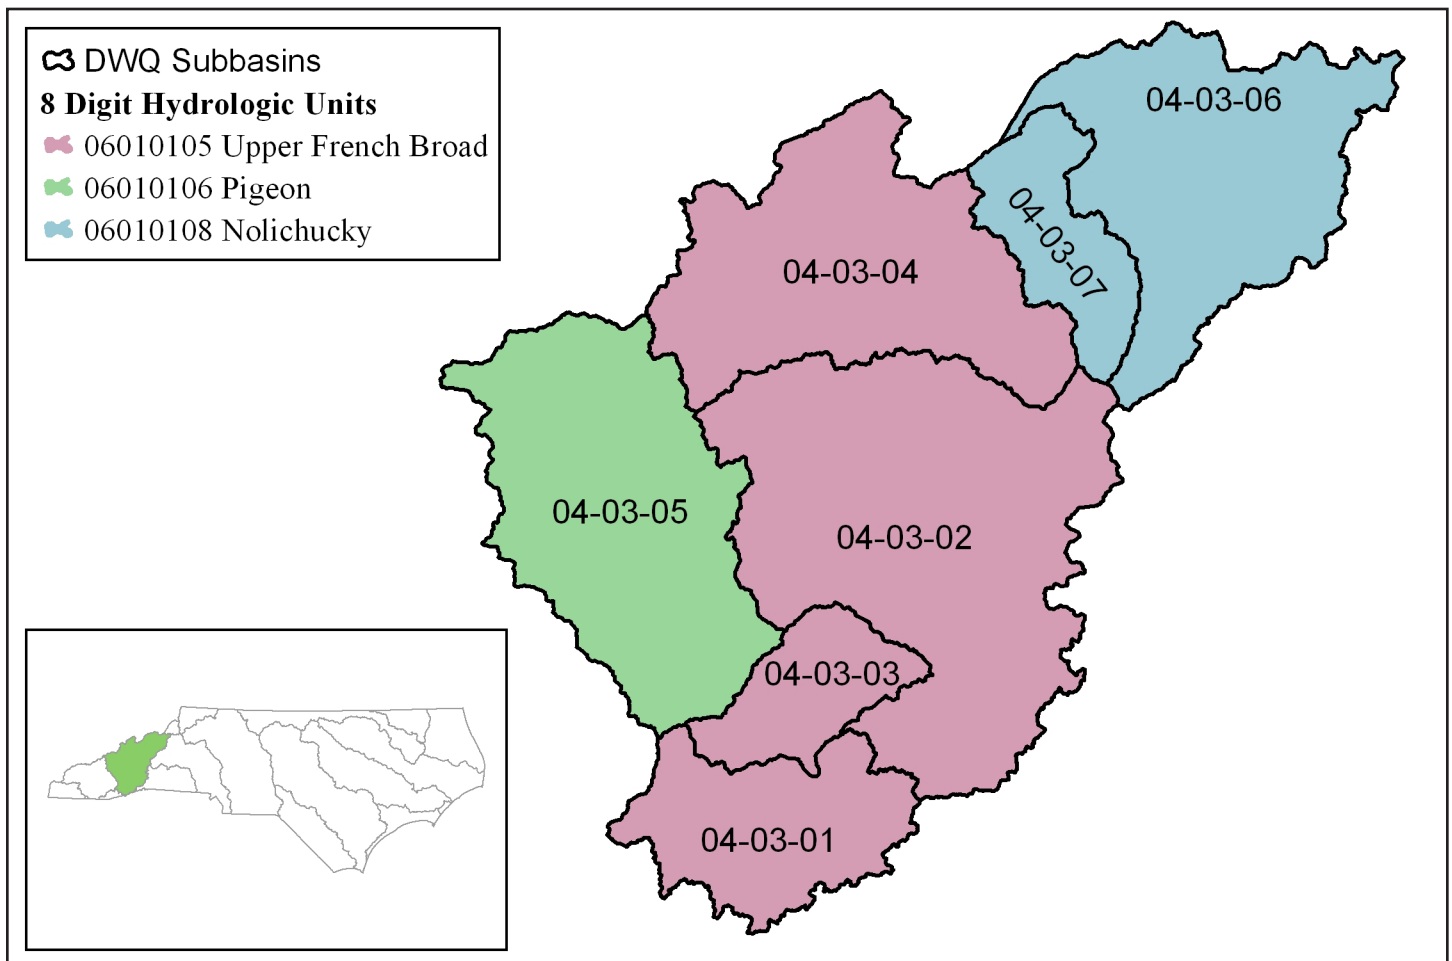 DWQ Subbasins
8 Digit Hydrologic Units
06010105 Upper French Broad
06010106 Pigeon
06010108 Nolichucky
04-03-06
04-03-07
04-03-04
04-03-05
04-03-02
04-03-03
04-03-01